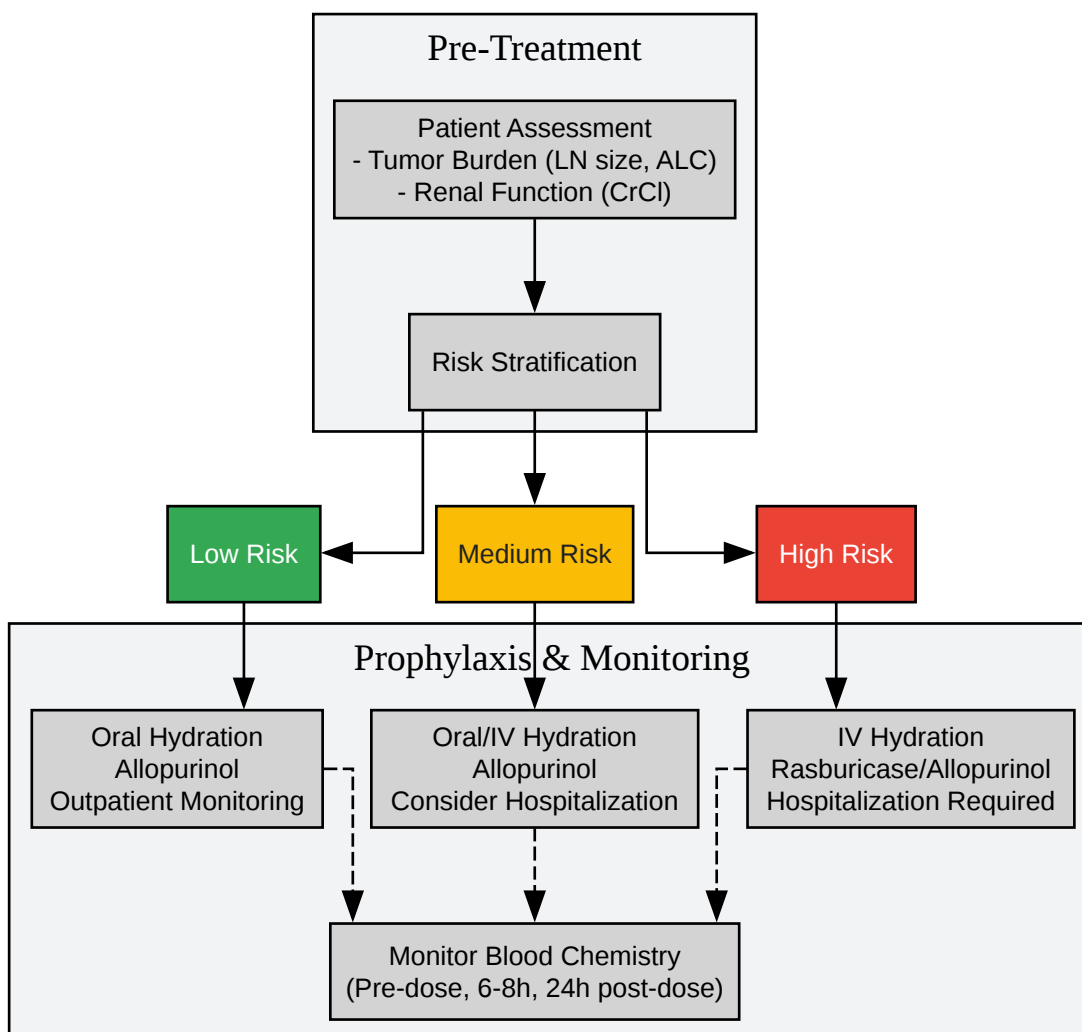 Pre-Treatment
Patient Assessment
- Tumor Burden (LN size, ALC)
- Renal Function (CrCl)
Risk Stratification
Low Risk
Medium Risk
High Risk
Prophylaxis & Monitoring
Oral Hydration
Allopurinol
Outpatient Monitoring
Oral/IV Hydration
Allopurinol
Consider Hospitalization
IV Hydration
Rasburicase/Allopurinol
Hospitalization Required
Monitor Blood Chemistry
(Pre-dose, 6-8h, 24h post-dose)